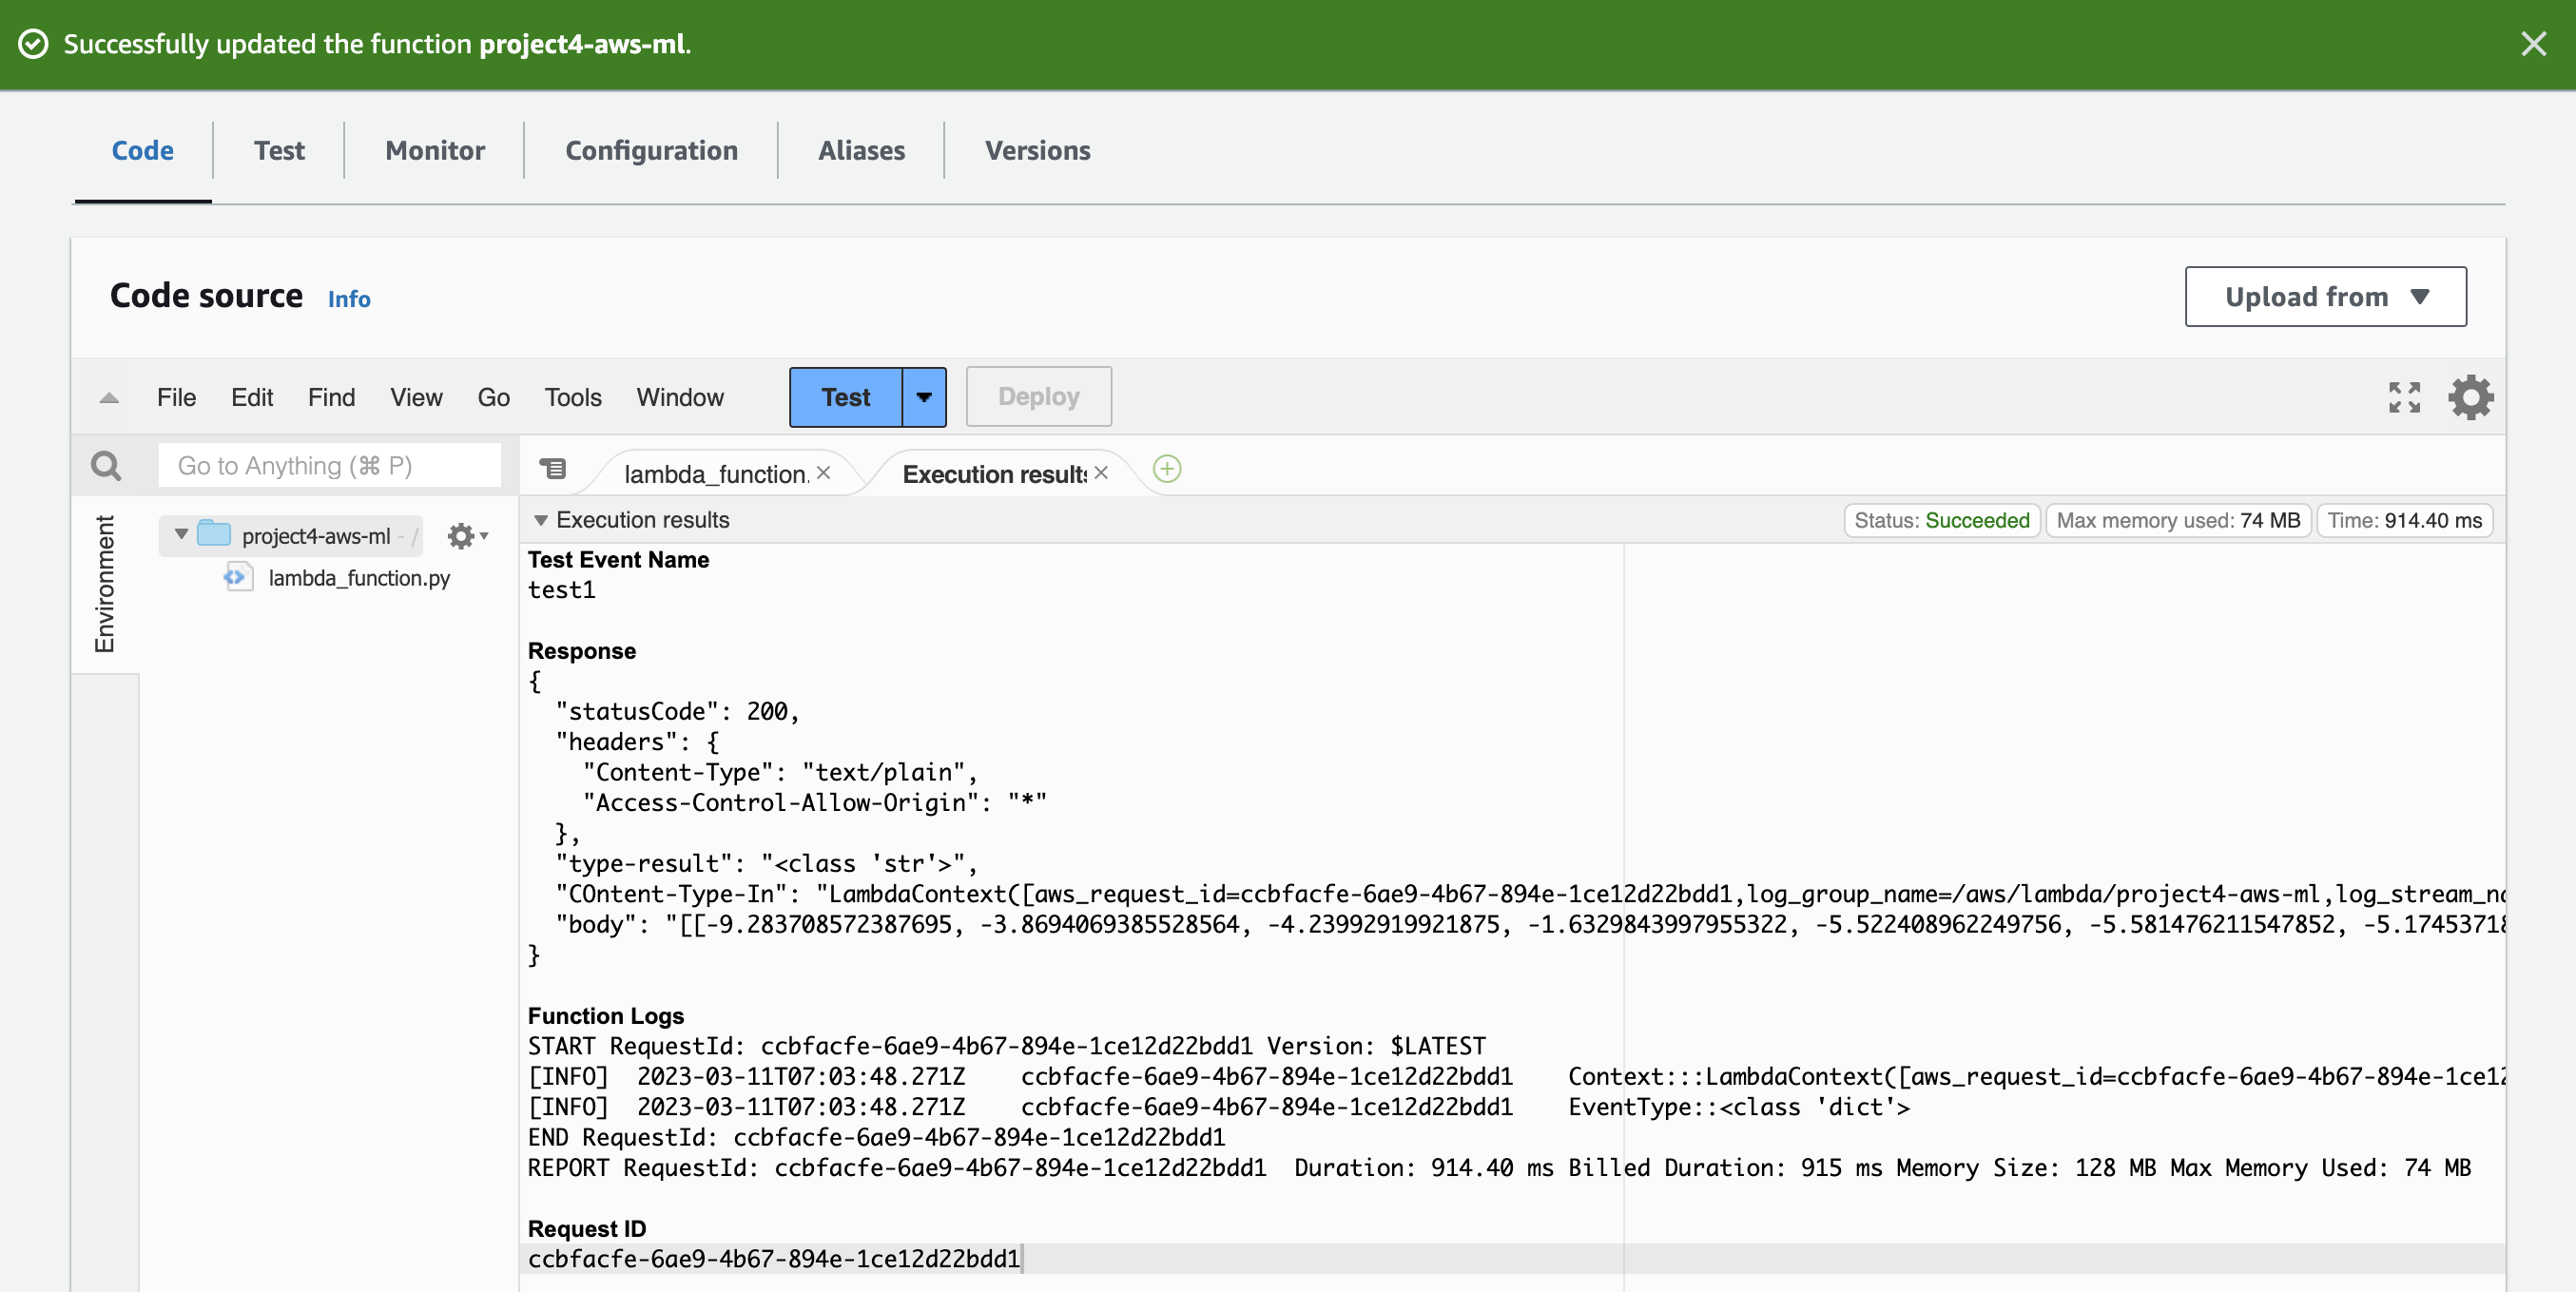 Successfully updated the function project4-aws-ml.
Code
Test
Monitor
Configuration
Aliases
Versions
Code source Info
Upload from
File Edit Find View Go Tools Window
Test
Deploy
Go to Anything (⌘ P)
lambda_function.
Execution results
Environment
project4-aws-ml - /
lambda_function.py
Execution results
Status: Succeeded
Max memory used: 74 MB
Time: 914.40 ms
Test Event Name
test1
Response
{
"statusCode": 200,
"headers": {
"Content-Type": "text/plain",
"Access-Control-Allow-Origin": "*"
},
"type-result": "<class 'str'>",
"COntent-Type-In": "LambdaContext([aws_request_id=ccbfacfe-6ae9-4b67-894e-1ce12d22bdd1,log_group_name=/aws/lambda/project4-aws-ml,log_stream_na
"body": "[[-9.283708572387695, -3.8694069385528564, -4.23992919921875, -1.6329843997955322, -5.522408962249756, -5.581476211547852, -5.17453718
}
Function Logs
START RequestId: ccbfacfe-6ae9-4b67-894e-1ce12d22bdd1 Version: $LATEST
[INFO] 2023-03-11T07:03:48.271Z ccbfacfe-6ae9-4b67-894e-1ce12d22bdd1 Context:::LambdaContext([aws_request_id=ccbfacfe-6ae9-4b67-894e-1ce12
[INFO] 2023-03-11T07:03:48.271Z ccbfacfe-6ae9-4b67-894e-1ce12d22bdd1 EventType::<class 'dict'>
END RequestId: ccbfacfe-6ae9-4b67-894e-1ce12d22bdd1
REPORT RequestId: ccbfacfe-6ae9-4b67-894e-1ce12d22bdd1 Duration: 914.40 ms Billed Duration: 915 ms Memory Size: 128 MB Max Memory Used: 74 MB
Request ID
ccbfacfe-6ae9-4b67-894e-1ce12d22bdd1